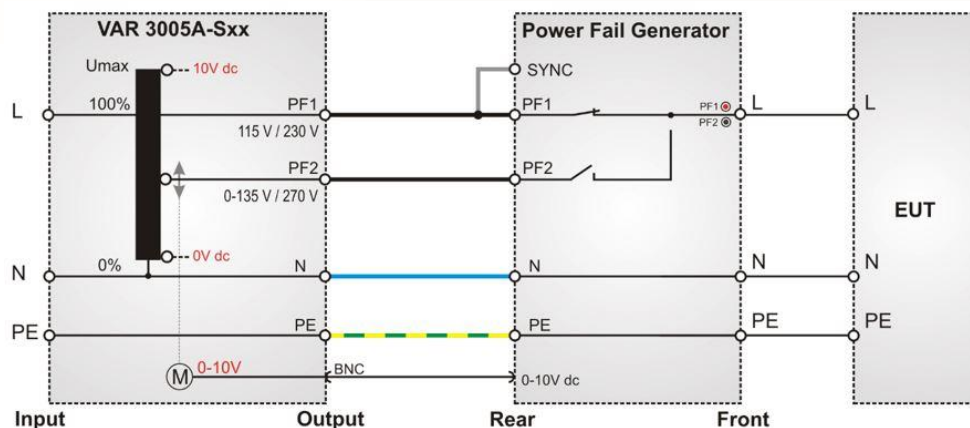 VAR 3005A-Sxx
Power Fail Generator
Umax
10V dc
SYNC
L
100%
PF1
PF1
PF1
PF2
L
L
115 V / 230 V
PF2
PF2
0-135 V / 270 V
EUT
0V dc
N
0%
N
N
N
N
PE
PE
PE
PE
PE
M
0-10V
BNC
0-10V dc
Input
Output
Rear
Front